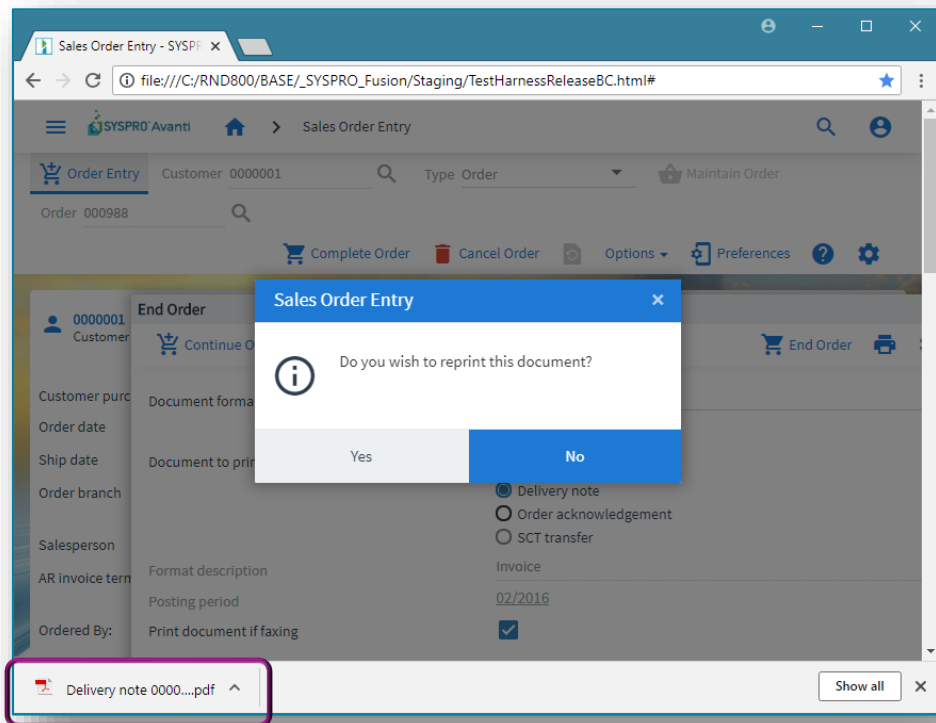 Sales Order Entry - SYSPR
file:///C:/RND800/BASE/_SYSPRO_Fusion/Staging/TestHarnessReleaseBC.html#
SYSPRO Avanti
Sales Order Entry
Order Entry Customer 0000001 Type Order Maintain Order
Order 000988
Complete Order Cancel Order Options Preferences
0000001
Customer
End Order
Continue O
End Order
Sales Order Entry
Do you wish to reprint this document?
Yes No
Customer purc
Document forma
Order date
Ship date
Document to prin
Order branch
Delivery note
Order acknowledgement
SCT transfer
Salesperson
AR invoice term
Format description Invoice
Posting period 02/2016
Ordered By:
Print document if faxing
Delivery note 0000....pdf
Show all